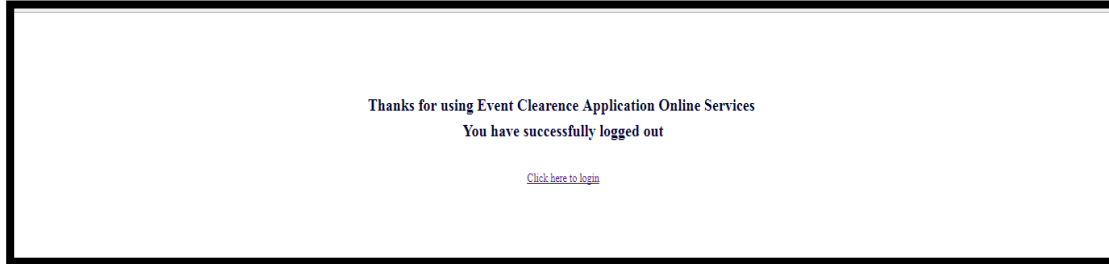 Thanks for using Event Clearence Application Online Services
You have successfully logged out
Click here to login